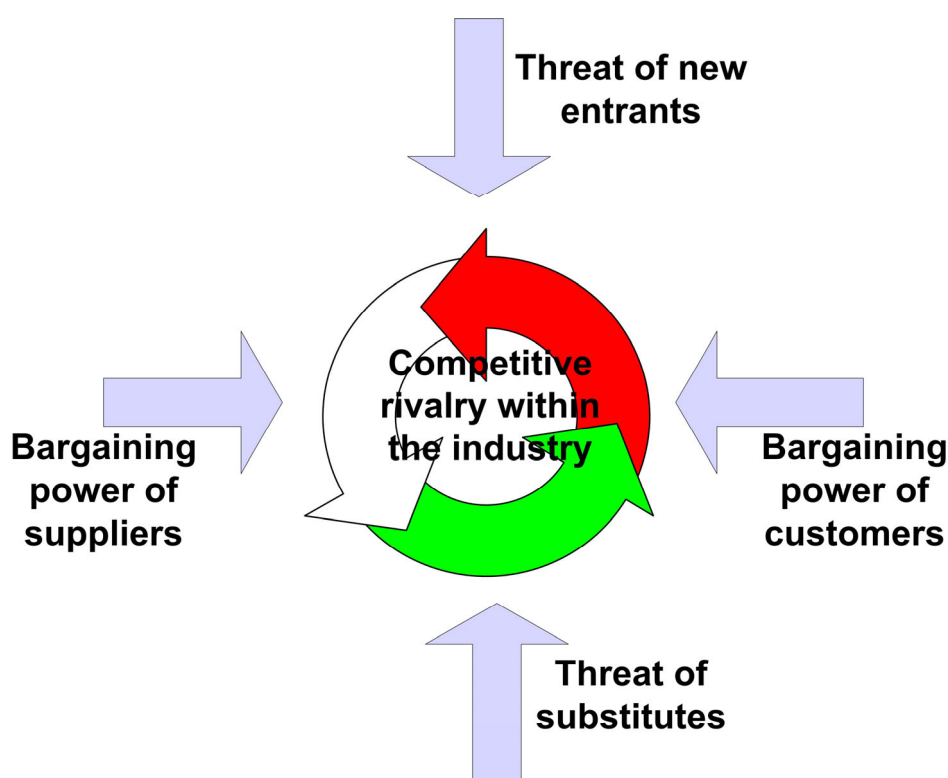 Threat of new
entrants
Competitive
rivalry within
the industry
Bargaining
power of
suppliers
Bargaining
power of
customers
Threat of
substitutes